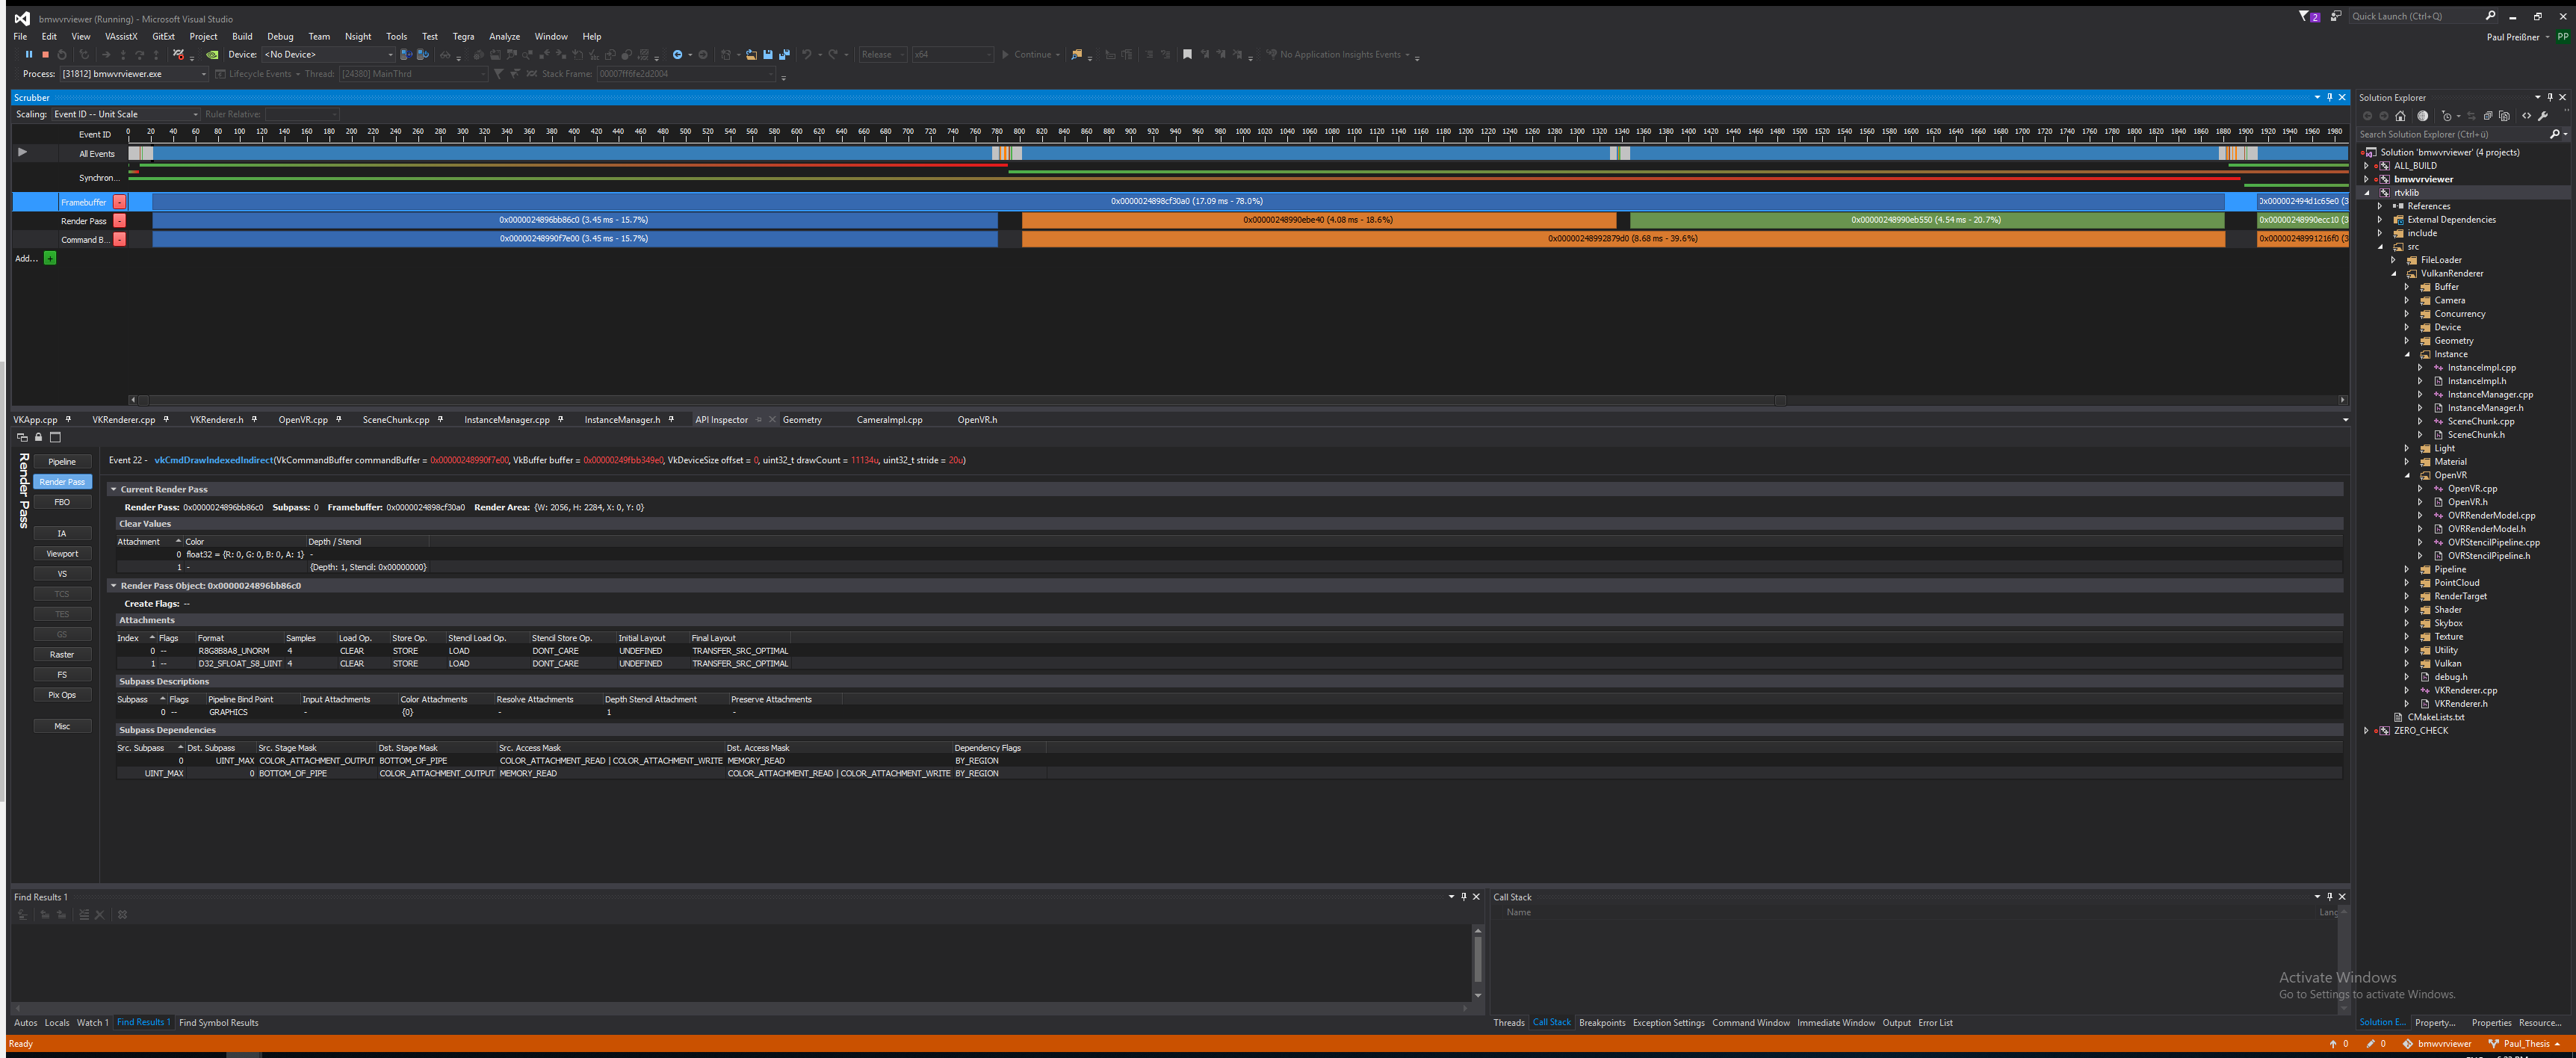 bmwvrviewer (Running) - Microsoft Visual Studio
2 Quick Launch (Ctrl+Q)
File Edit View VAssistX GitExt Project Build Debug Team Nsight Tools Test Tegra Analyze Window Help
Paul Preißner PP
Device: <No Device> Release x64 Continue No Application Insights Events
Process: [31812] bmwvrviewer.exe Lifecycle Events Thread: [24380] MainThrd Stack Frame: 00007ff6fe2d2004
Scrubber
Scaling: Event ID -- Unit Scale Ruler Relative:
Event ID 0 20 40 60 80 100 120 140 160 180 200 220 240 260 280 300 320 340 360 380 400 420 440 460 480 500 520 540 560 580 600 620 640 660 680 700 720 740 760 780 800 820 840 860 880 900 920 940 960 980 1000 1020 1040 1060 1080 1100 1120 1140 1160 1180 1200 1220 1240 1260 1280 1300 1320 1340 1360 1380 1400 1420 1440 1460 1480 1500 1520 1540 1560 1580 1600 1620 1640 1660 1680 1700 1720 1740 1760 1780 1800 1820 1840 1860 1880 1900 1920 1940 1960 1980
All Events
Synchron...
Framebuffer - 0x0000024898cf30a0 (17.09 ms - 78.0%) 0x000002494d1c65e0 (3
Render Pass - 0x0000024896bb86c0 (3.45 ms - 15.7%) 0x00000248990ebe40 (4.08 ms - 18.6%) 0x00000248990eb550 (4.54 ms - 20.7%) 0x00000248990ecc10 (3
Command B... - 0x00000248990f7e00 (3.45 ms - 15.7%) 0x00000248992879d0 (8.68 ms - 39.6%) 0x00000248991216f0 (3
Add... +
VKApp.cpp VKRenderer.cpp VKRenderer.h OpenVR.cpp SceneChunk.cpp InstanceManager.cpp InstanceManager.h API Inspector Geometry CameraImpl.cpp OpenVR.h
Render Pass
Pipeline
Render Pass
FBO
IA
Viewport
VS
TCS
TES
GS
Raster
FS
Pix Ops
Misc
Event 22 - vkCmdDrawIndexedIndirect(VkCommandBuffer commandBuffer = 0x00000248990f7e00, VkBuffer buffer = 0x00000249fbb349e0, VkDeviceSize offset = 0, uint32_t drawCount = 11134u, uint32_t stride = 20u)
Current Render Pass
Render Pass: 0x0000024896bb86c0 Subpass: 0 Framebuffer: 0x0000024898cf30a0 Render Area: {W: 2056, H: 2284, X: 0, Y: 0}
Clear Values
Attachment Color Depth / Stencil
0 float32 = {R: 0, G: 0, B: 0, A: 1} -
1 - {Depth: 1, Stencil: 0x00000000}
Render Pass Object: 0x0000024896bb86c0
Create Flags: --
Attachments
Index Flags Format Samples Load Op. Store Op. Stencil Load Op. Stencil Store Op. Initial Layout Final Layout
0 -- R8G8B8A8_UNORM 4 CLEAR STORE LOAD DONT_CARE UNDEFINED TRANSFER_SRC_OPTIMAL
1 -- D32_SFLOAT_S8_UINT 4 CLEAR STORE LOAD DONT_CARE UNDEFINED TRANSFER_SRC_OPTIMAL
Subpass Descriptions
Subpass Flags Pipeline Bind Point Input Attachments Color Attachments Resolve Attachments Depth Stencil Attachment Preserve Attachments
0 -- GRAPHICS - {0} - 1 -
Subpass Dependencies
Src. Subpass Dst. Subpass Src. Stage Mask Dst. Stage Mask Src. Access Mask Dst. Access Mask Dependency Flags
0 UINT_MAX COLOR_ATTACHMENT_OUTPUT BOTTOM_OF_PIPE COLOR_ATTACHMENT_READ | COLOR_ATTACHMENT_WRITE MEMORY_READ BY_REGION
UINT_MAX 0 BOTTOM_OF_PIPE COLOR_ATTACHMENT_OUTPUT MEMORY_READ COLOR_ATTACHMENT_READ | COLOR_ATTACHMENT_WRITE BY_REGION
Find Results 1
Autos Locals Watch 1 Find Results 1 Find Symbol Results
Call Stack
Name Lang
Threads Call Stack Breakpoints Exception Settings Command Window Immediate Window Output Error List
Solution Explorer
Search Solution Explorer (Ctrl+ü)
Solution 'bmwvrviewer' (4 projects)
ALL_BUILD
bmwvrviewer
rtvklib
References
External Dependencies
include
src
FileLoader
VulkanRenderer
Buffer
Camera
Concurrency
Device
Geometry
Instance
InstanceImpl.cpp
InstanceImpl.h
InstanceManager.cpp
InstanceManager.h
SceneChunk.cpp
SceneChunk.h
Light
Material
OpenVR
OpenVR.cpp
OpenVR.h
OVRRenderModel.cpp
OVRRenderModel.h
OVRStencilPipeline.cpp
OVRStencilPipeline.h
Pipeline
PointCloud
RenderTarget
Shader
Skybox
Texture
Utility
Vulkan
debug.h
VKRenderer.cpp
VKRenderer.h
CMakeLists.txt
ZERO_CHECK
Activate Windows
Go to Settings to activate Windows.
Solution E... Property... Properties Resource...
Ready 0 0 bmwvrviewer Paul_Thesis